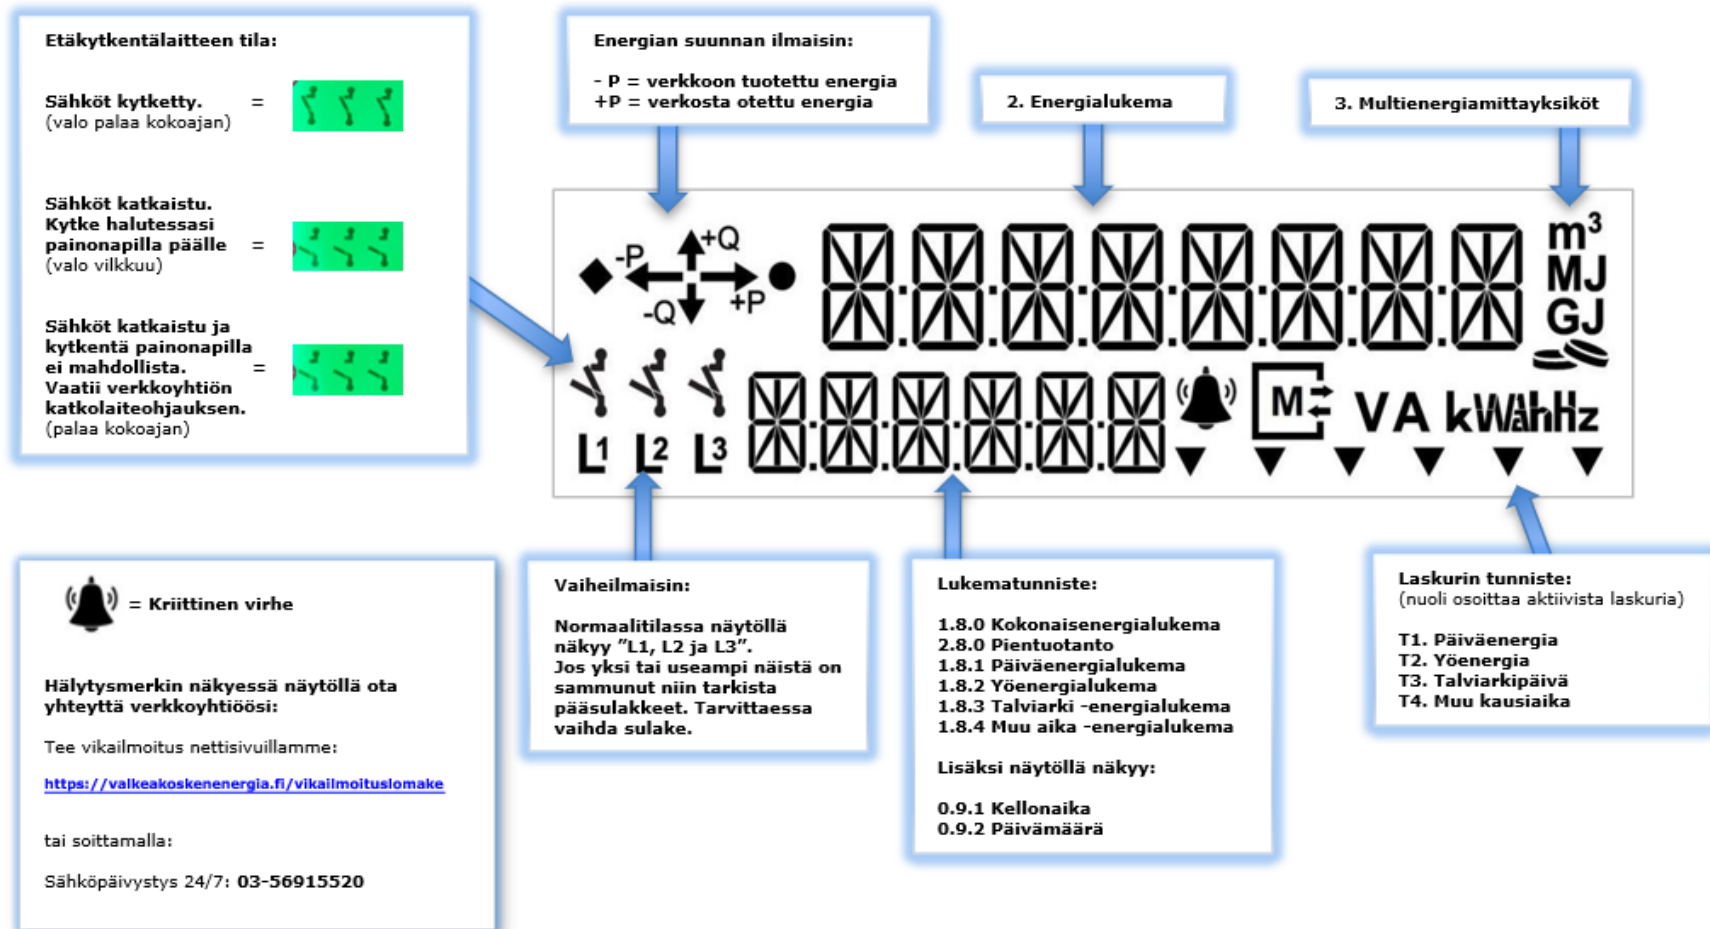 Etäkytkentälaitteen tila:
Sähköt kytketty. =
(valo palaa kokoajan)
Sähköt katkaistu.
Kytke halutessasi
painonapilla päälle =
(valo vilkkuu)
Sähköt katkaistu ja
kytkentä painonapilla
ei mahdollista. =
Vaatii verkkoyhtiön
katkolaiteohjauksen.
(palaa kokoajan)
Energian suunnan ilmaisin:
- P = verkkoon tuotettu energia
+P = verkosta otettu energia
2. Energialukema
3. Multienergiamittayksiköt
+Q
-P
-Q
+P
m³
MJ
GJ
M
VA kWähHz
L1 L2 L3
= Kriittinen virhe
Hälytysmerkin näkyessä näytöllä ota
yhteyttä verkkoyhtiöösi:
Tee vikailmoitus nettisivuillamme:
https://valkeakoskenenergia.fi/vikailmoituslomake
tai soittamalla:
Sähköpäivystys 24/7: 03-56915520
Vaiheilmaisin:
Normaalitilassa näytöllä
näkyy ”L1, L2 ja L3”.
Jos yksi tai useampi näistä on
sammunut niin tarkista
pääsulakkeet. Tarvittaessa
vaihda sulake.
Lukematunniste:
1.8.0 Kokonaisenergialukema
2.8.0 Pientuotanto
1.8.1 Päiväenergialukema
1.8.2 Yöenergialukema
1.8.3 Talviarki -energialukema
1.8.4 Muu aika -energialukema
Lisäksi näytöllä näkyy:
0.9.1 Kellonaika
0.9.2 Päivämäärä
Laskurin tunniste:
(nuoli osoittaa aktiivista laskuria)
T1. Päiväenergia
T2. Yöenergia
T3. Talviarkipäivä
T4. Muu kausiaika